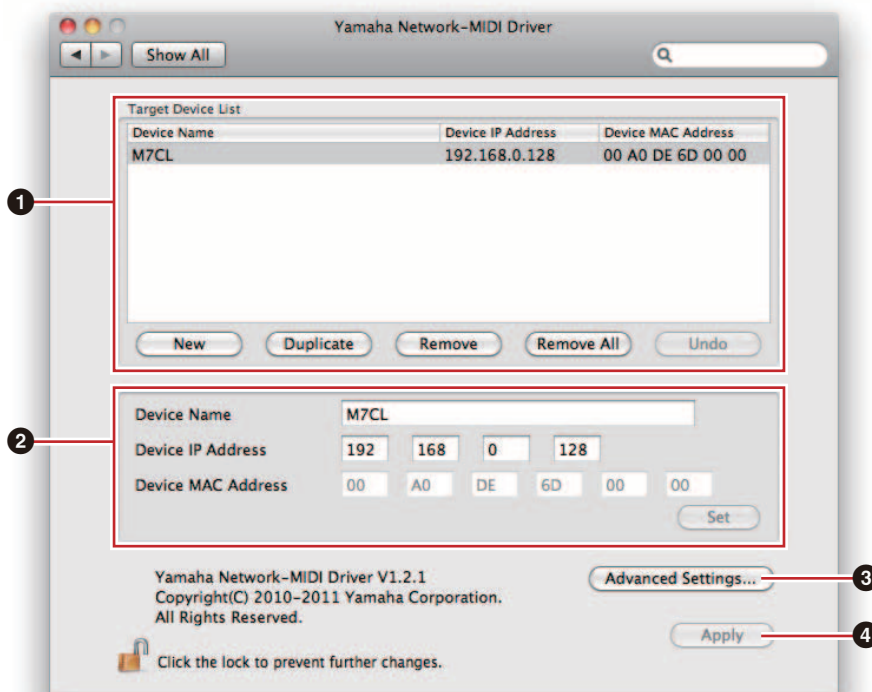 Yamaha Network-MIDI Driver
Show All
Target Device List
Device Name Device IP Address Device MAC Address
M7CL 192.168.0.128 00 A0 DE 6D 00 00
1
New Duplicate Remove Remove All Undo
Device Name M7CL
2
Device IP Address 192 168 0 128
Device MAC Address 00 A0 DE 6D 00 00
Set
Yamaha Network-MIDI Driver V1.2.1
Copyright(C) 2010-2011 Yamaha Corporation.
All Rights Reserved.
Advanced Settings... 3
Apply 4
Click the lock to prevent further changes.